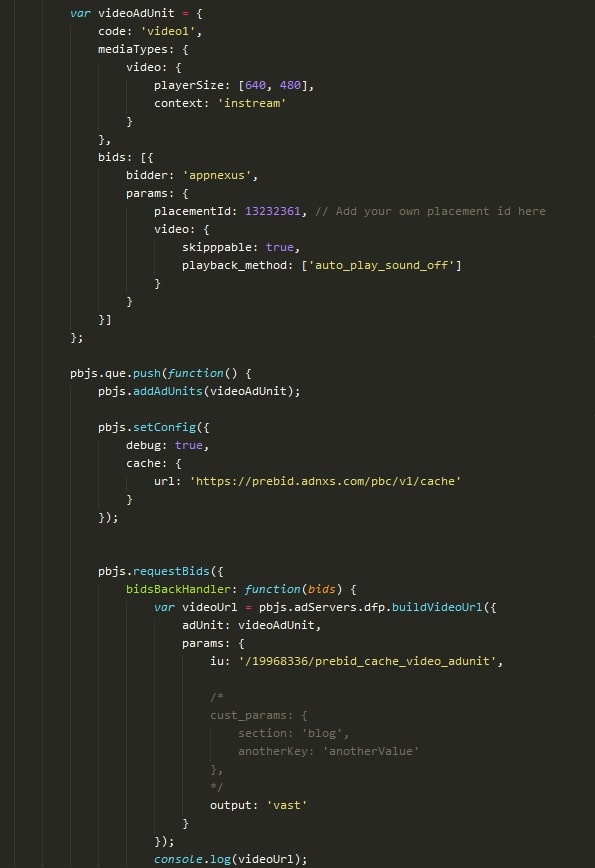 var videoAdUnit = {
code: 'video1',
mediaTypes: {
video: {
playerSize: [640, 480],
context: 'instream'
}
},
bids: [{
bidder: 'appnexus',
params: {
placementId: 13232361, // Add your own placement id here
video: {
skipppable: true,
playback_method: ['auto_play_sound_off']
}
}
}]
};
pbjs.que.push(function() {
pbjs.addAdUnits(videoAdUnit);
pbjs.setConfig({
debug: true,
cache: {
url: 'https://prebid.adnxs.com/pbc/v1/cache'
}
});
pbjs.requestBids({
bidsBackHandler: function(bids) {
var videoUrl = pbjs.adServers.dfp.buildVideoUrl({
adUnit: videoAdUnit,
params: {
iu: '/19968336/prebid_cache_video_adunit',
/*
cust_params: {
section: 'blog',
anotherKey: 'anotherValue'
},
*/
output: 'vast'
}
});
console.log(videoUrl);